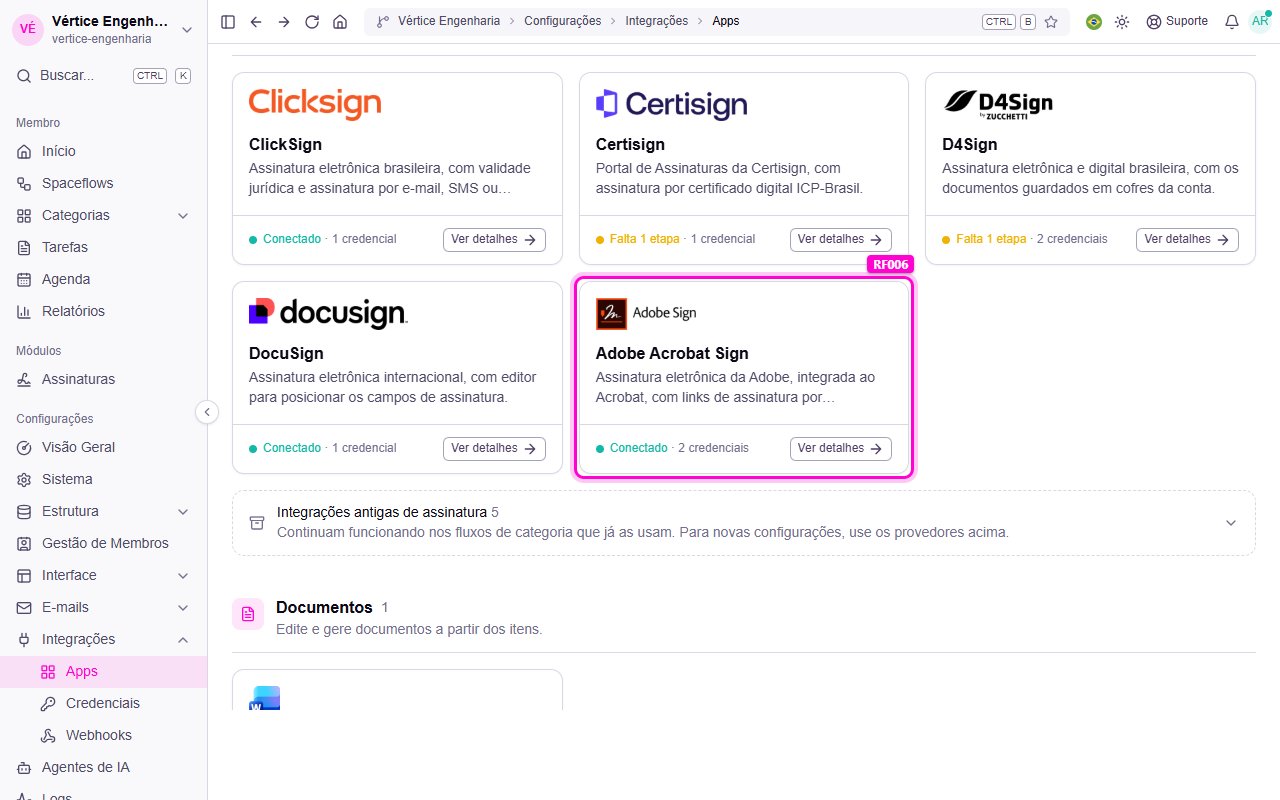 VÉ
Vértice Engenh...
vertice-engenharia
Buscar...
CTRL K
Membro
Início
Spaceflows
Categorias
Tarefas
Agenda
Relatórios
Módulos
Assinaturas
Configurações
Visão Geral
Sistema
Estrutura
Gestão de Membros
Interface
E-mails
Integrações
Apps
Credenciais
Webhooks
Agentes de IA
Logs
Vértice Engenharia
Configurações
Integrações
Apps
CTRL B
Suporte
AR
Clicksign
ClickSign
Assinatura eletrônica brasileira, com validade
jurídica e assinatura por e-mail, SMS ou...
Conectado · 1 credencial
Ver detalhes
Certisign
Certisign
Portal de Assinaturas da Certisign, com
assinatura por certificado digital ICP-Brasil.
Falta 1 etapa · 1 credencial
Ver detalhes
D4Sign
by ZUCCHETTI
D4Sign
Assinatura eletrônica e digital brasileira, com os
documentos guardados em cofres da conta.
Falta 1 etapa · 2 credenciais
Ver detalhes
docusign.
DocuSign
Assinatura eletrônica internacional, com editor
para posicionar os campos de assinatura.
Conectado · 1 credencial
Ver detalhes
RF006
Adobe Sign
Adobe Acrobat Sign
Assinatura eletrônica da Adobe, integrada ao
Acrobat, com links de assinatura por...
Conectado · 2 credenciais
Ver detalhes
Integrações antigas de assinatura 5
Continuam funcionando nos fluxos de categoria que já as usam. Para novas configurações, use os provedores acima.
Documentos 1
Edite e gere documentos a partir dos itens.
W